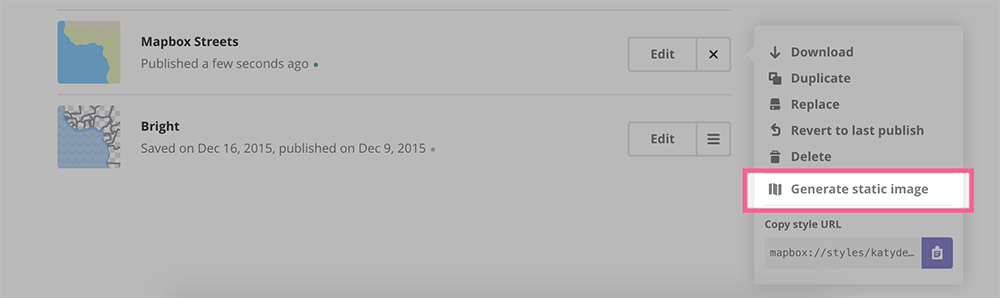 Mapbox Streets
Published a few seconds ago
Edit
Bright
Saved on Dec 16, 2015, published on Dec 9, 2015
Edit
Download
Duplicate
Replace
Revert to last publish
Delete
Generate static image
Copy style URL
mapbox://styles/katyde…